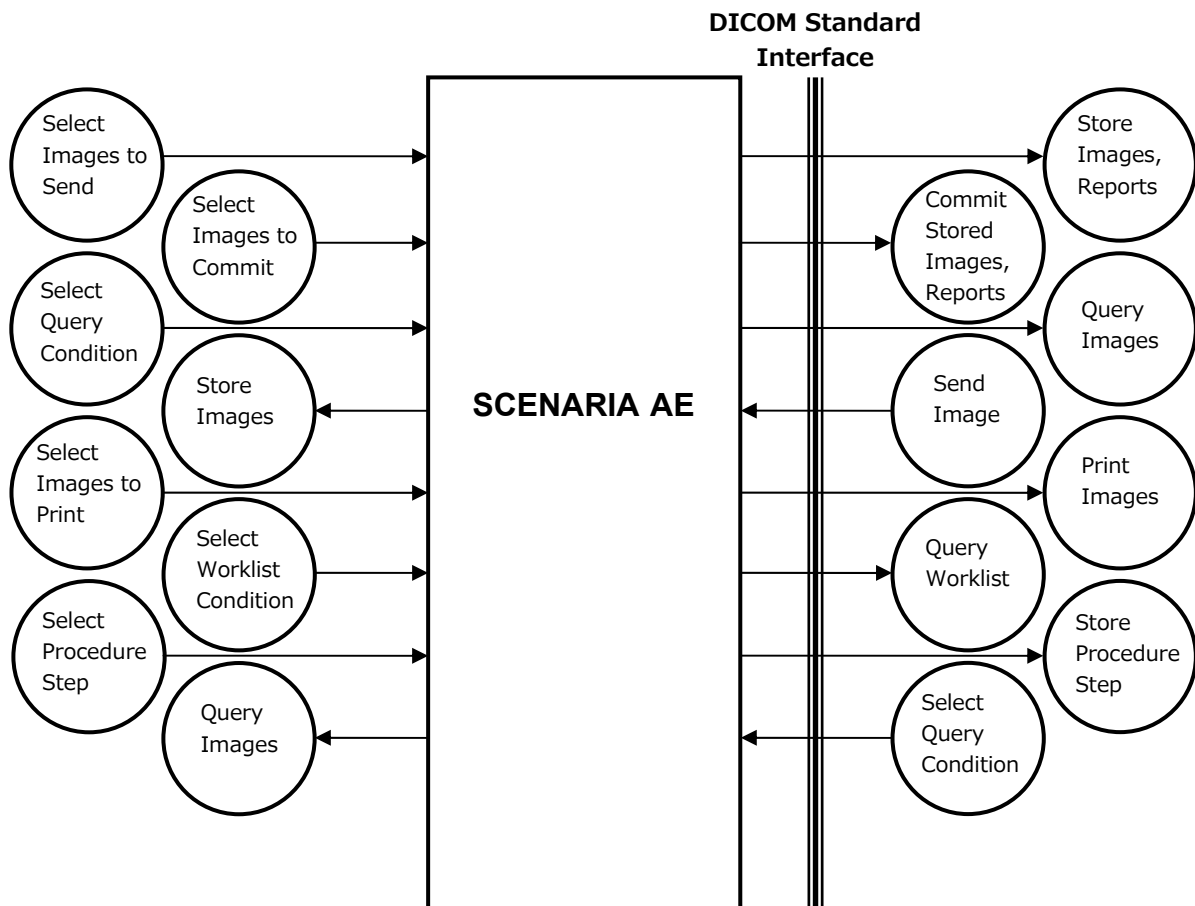 DICOM Standard
Interface
Select
Images to
Send
Store
Images,
Reports
Select
Images to
Commit
Commit
Stored
Images,
Reports
Select
Query
Condition
Query
Images
Store
Images
SCENARIA AE
Send
Image
Select
Images to
Print
Print
Images
Select
Worklist
Condition
Query
Worklist
Select
Procedure
Step
Store
Procedure
Step
Query
Images
Select
Query
Condition